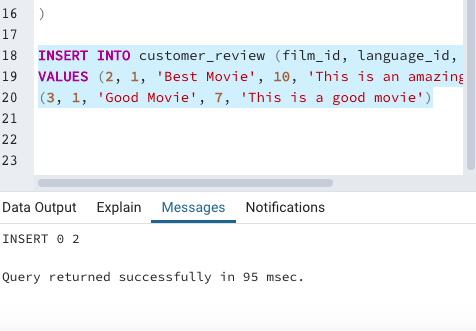 16 )
17
18 INSERT INTO customer_review (film_id, language_id,
19 VALUES (2, 1, 'Best Movie', 10, 'This is an amazing
20 (3, 1, 'Good Movie', 7, 'This is a good movie')
21
22
23
Data Output Explain Messages Notifications
INSERT 0 2
Query returned successfully in 95 msec.